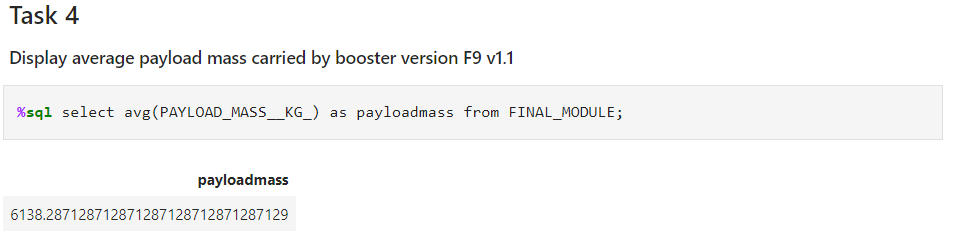 Task 4
Display average payload mass carried by booster version F9 v1.1
%sql select avg(PAYLOAD_MASS__KG_) as payloadmass from FINAL_MODULE;
payloadmass
6138.287128712871287128712871287129